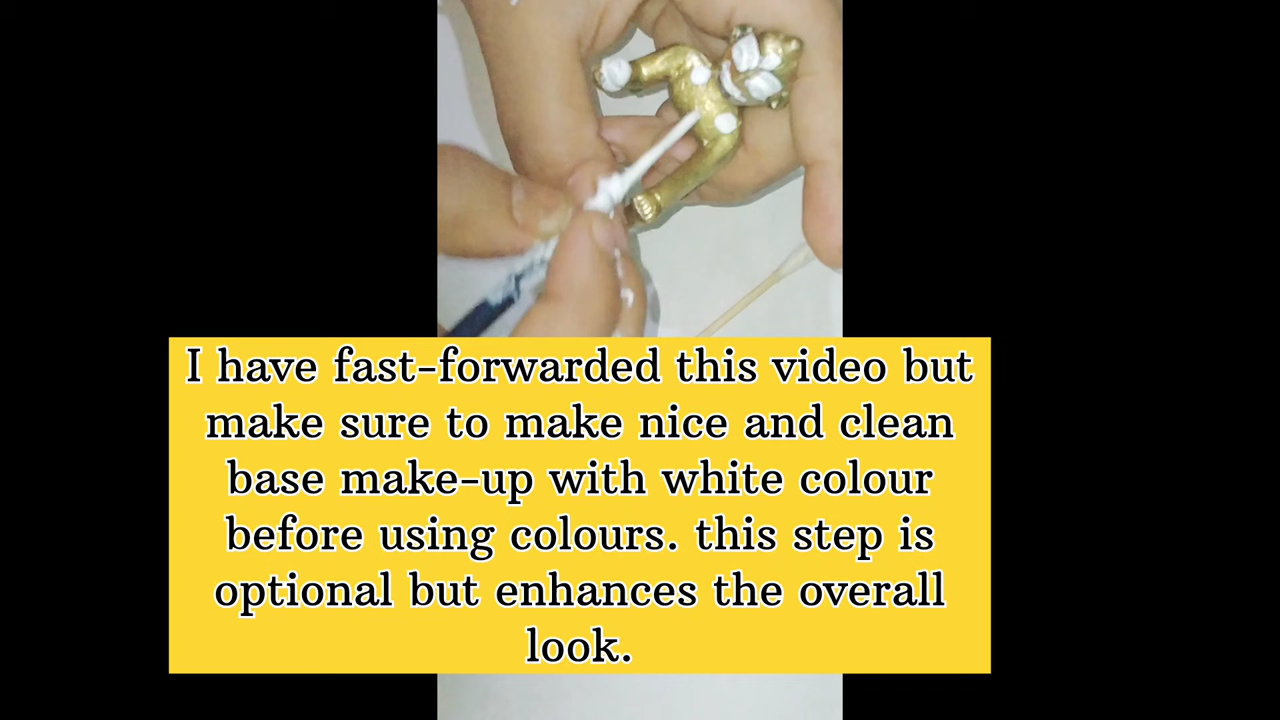 I have fast-forwarded this video but
make sure to make nice and clean
base make-up with white colour
before using colours. this step is
optional but enhances the overall
look.